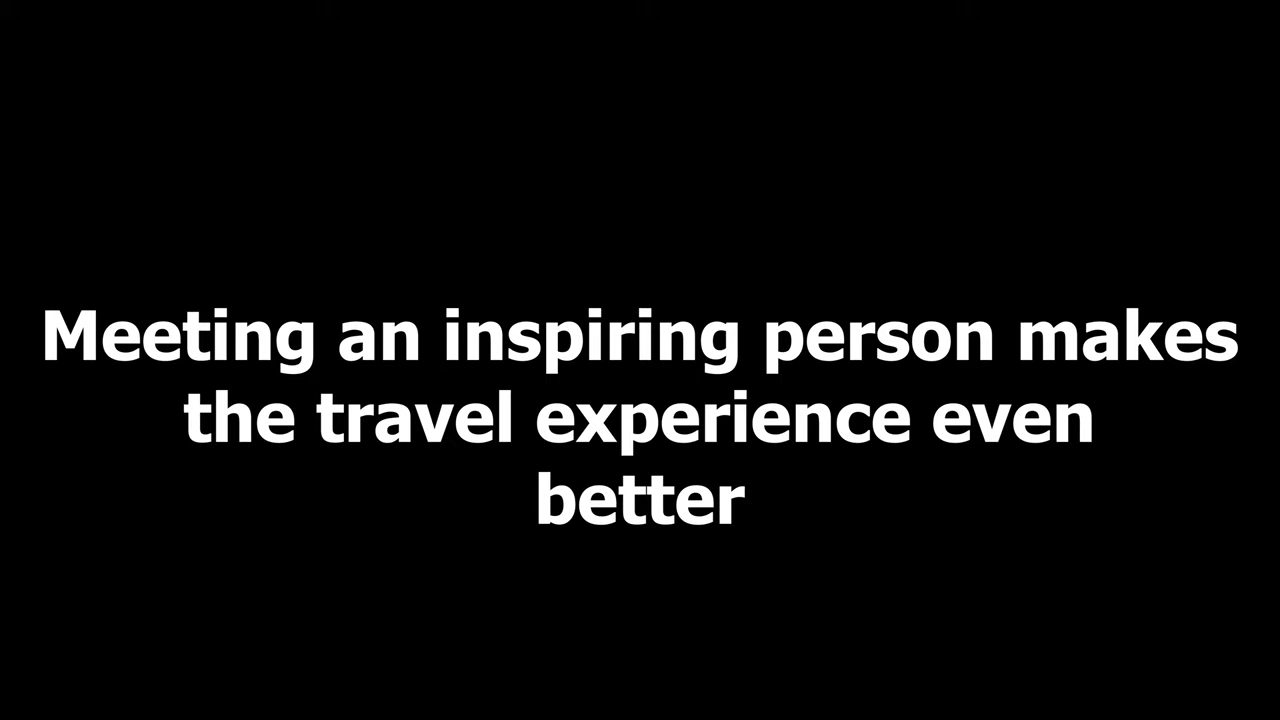 Meeting an inspiring person makes
the travel experience even
better